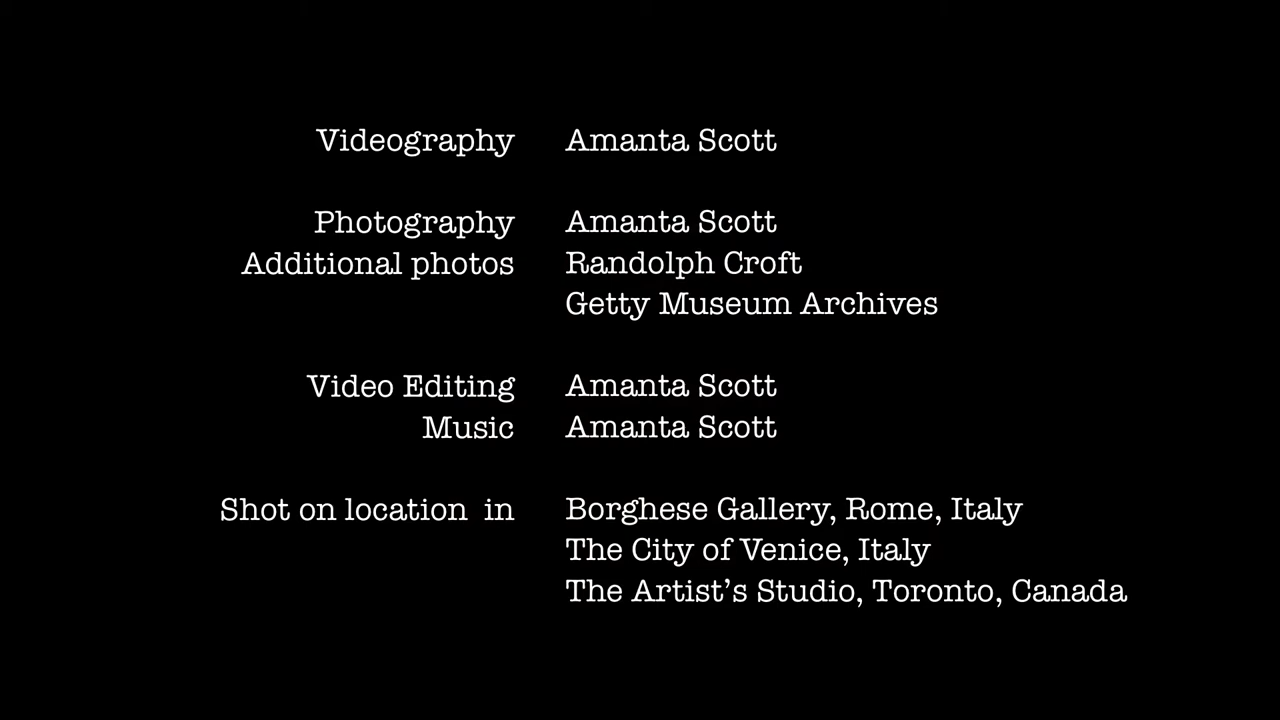 Videography Amanta Scott
Photography Amanta Scott
Additional photos Randolph Croft
Getty Museum Archives
Video Editing Amanta Scott
Music Amanta Scott
Shot on location in Borghese Gallery, Rome, Italy
The City of Venice, Italy
The Artist’s Studio, Toronto, Canada